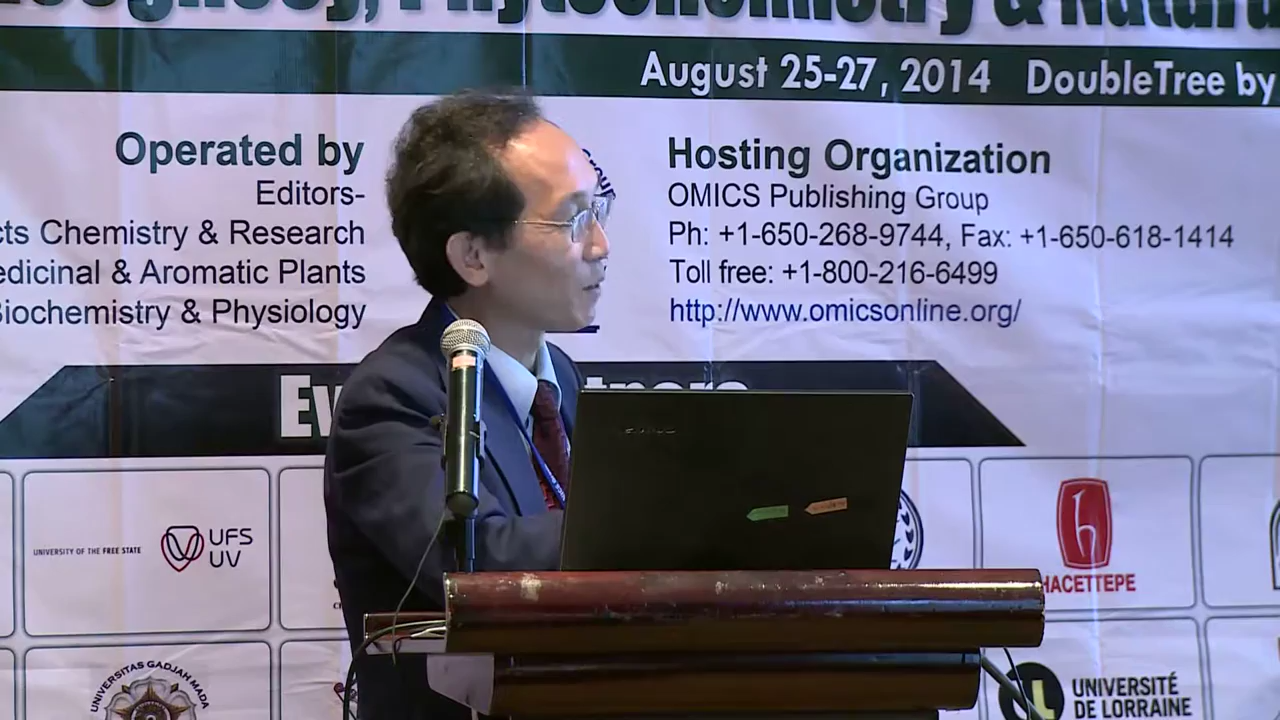 Phytochemistry & Natura
August 25-27, 2014 DoubleTree by
Operated by
Editors-
cts Chemistry & Research
edicinal & Aromatic Plants
Biochemistry & Physiology
Hosting Organization
OMICS Publishing Group
Ph: +1-650-268-9744, Fax: +1-650-618-1414
Toll free: +1-800-216-6499
http://www.omicsonline.org/
UNIVERSITY OF THE FREE STATE
UFS
UV
HACETTEPE
UNIVERSITAS GADJAH MADA
UNIVERSITÉ
DE LORRAINE